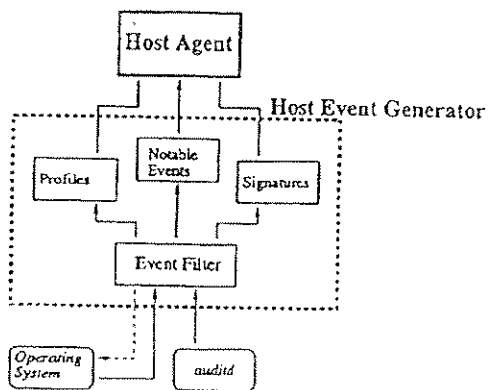 Host Agent
Host Event Generator
Profiles
Notable
Events
Signatures
Event Filter
Operating
System
auditd